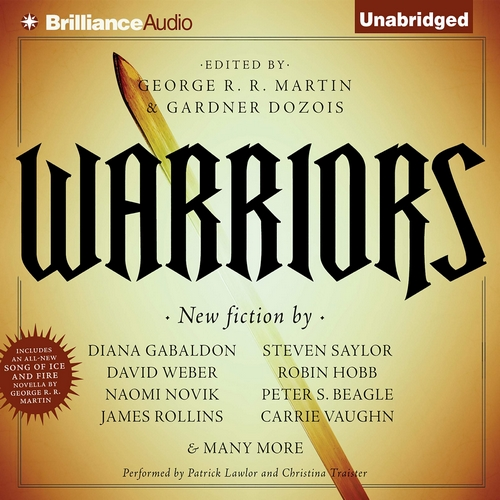 BrillianceAudio
Unabridged
·EDITED BY·
GEORGE R. R. MARTIN
& GARDNER DOZOIS
WARRIORS
· New fiction by ·
DIANA GABALDON
DAVID WEBER
NAOMI NOVIK
JAMES ROLLINS
STEVEN SAYLOR
ROBIN HOBB
PETER S. BEAGLE
CARRIE VAUGHN
& MANY MORE
INCLUDES
AN ALL-NEW
SONG OF ICE
AND FIRE
NOVELLA BY
GEORGE R. R.
MARTIN
Performed by Patrick Lawlor and Christina Traister